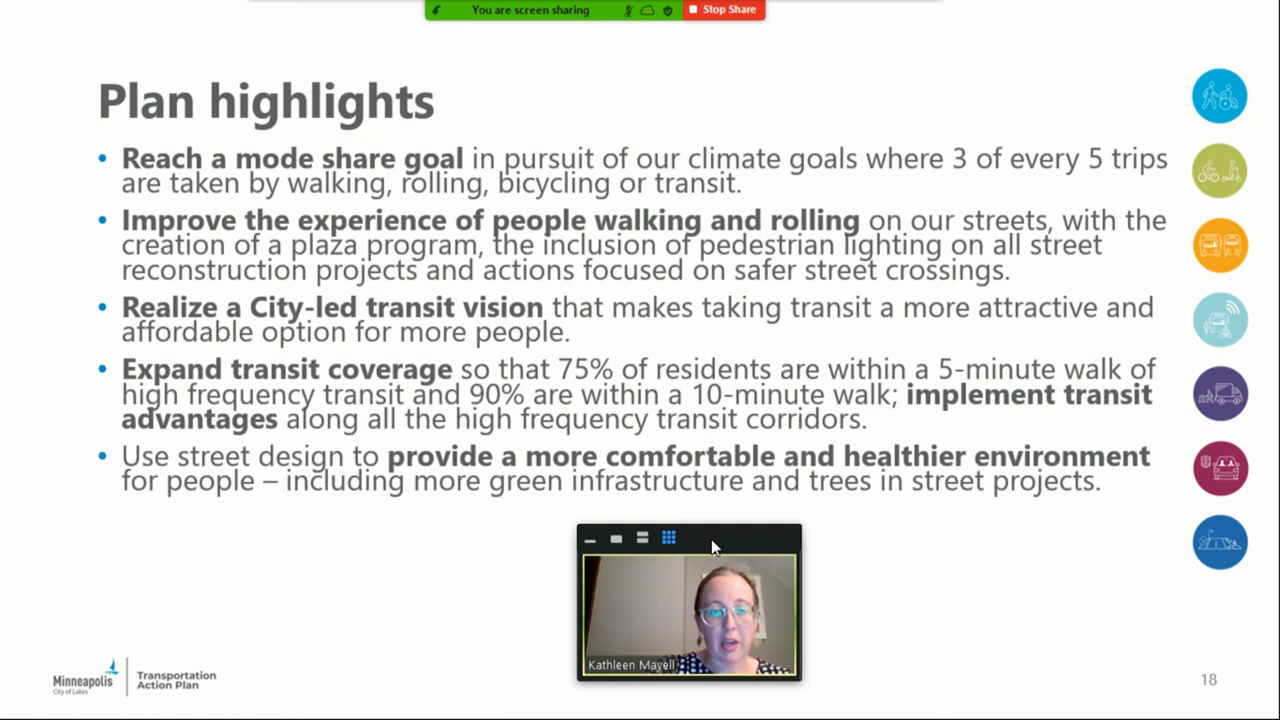 You are screen sharing
Stop Share
Plan highlights
• Reach a mode share goal in pursuit of our climate goals where 3 of every 5 trips
are taken by walking, rolling, bicycling or transit.
• Improve the experience of people walking and rolling on our streets, with the
creation of a plaza program, the inclusion of pedestrian lighting on all street
reconstruction projects and actions focused on safer street crossings.
• Realize a City-led transit vision that makes taking transit a more attractive and
affordable option for more people.
• Expand transit coverage so that 75% of residents are within a 5-minute walk of
high frequency transit and 90% are within a 10-minute walk; implement transit
advantages along all the high frequency transit corridors.
• Use street design to provide a more comfortable and healthier environment
for people – including more green infrastructure and trees in street projects.
Kathleen Mayell
Minneapolis
City of Lakes
Transportation
Action Plan
18